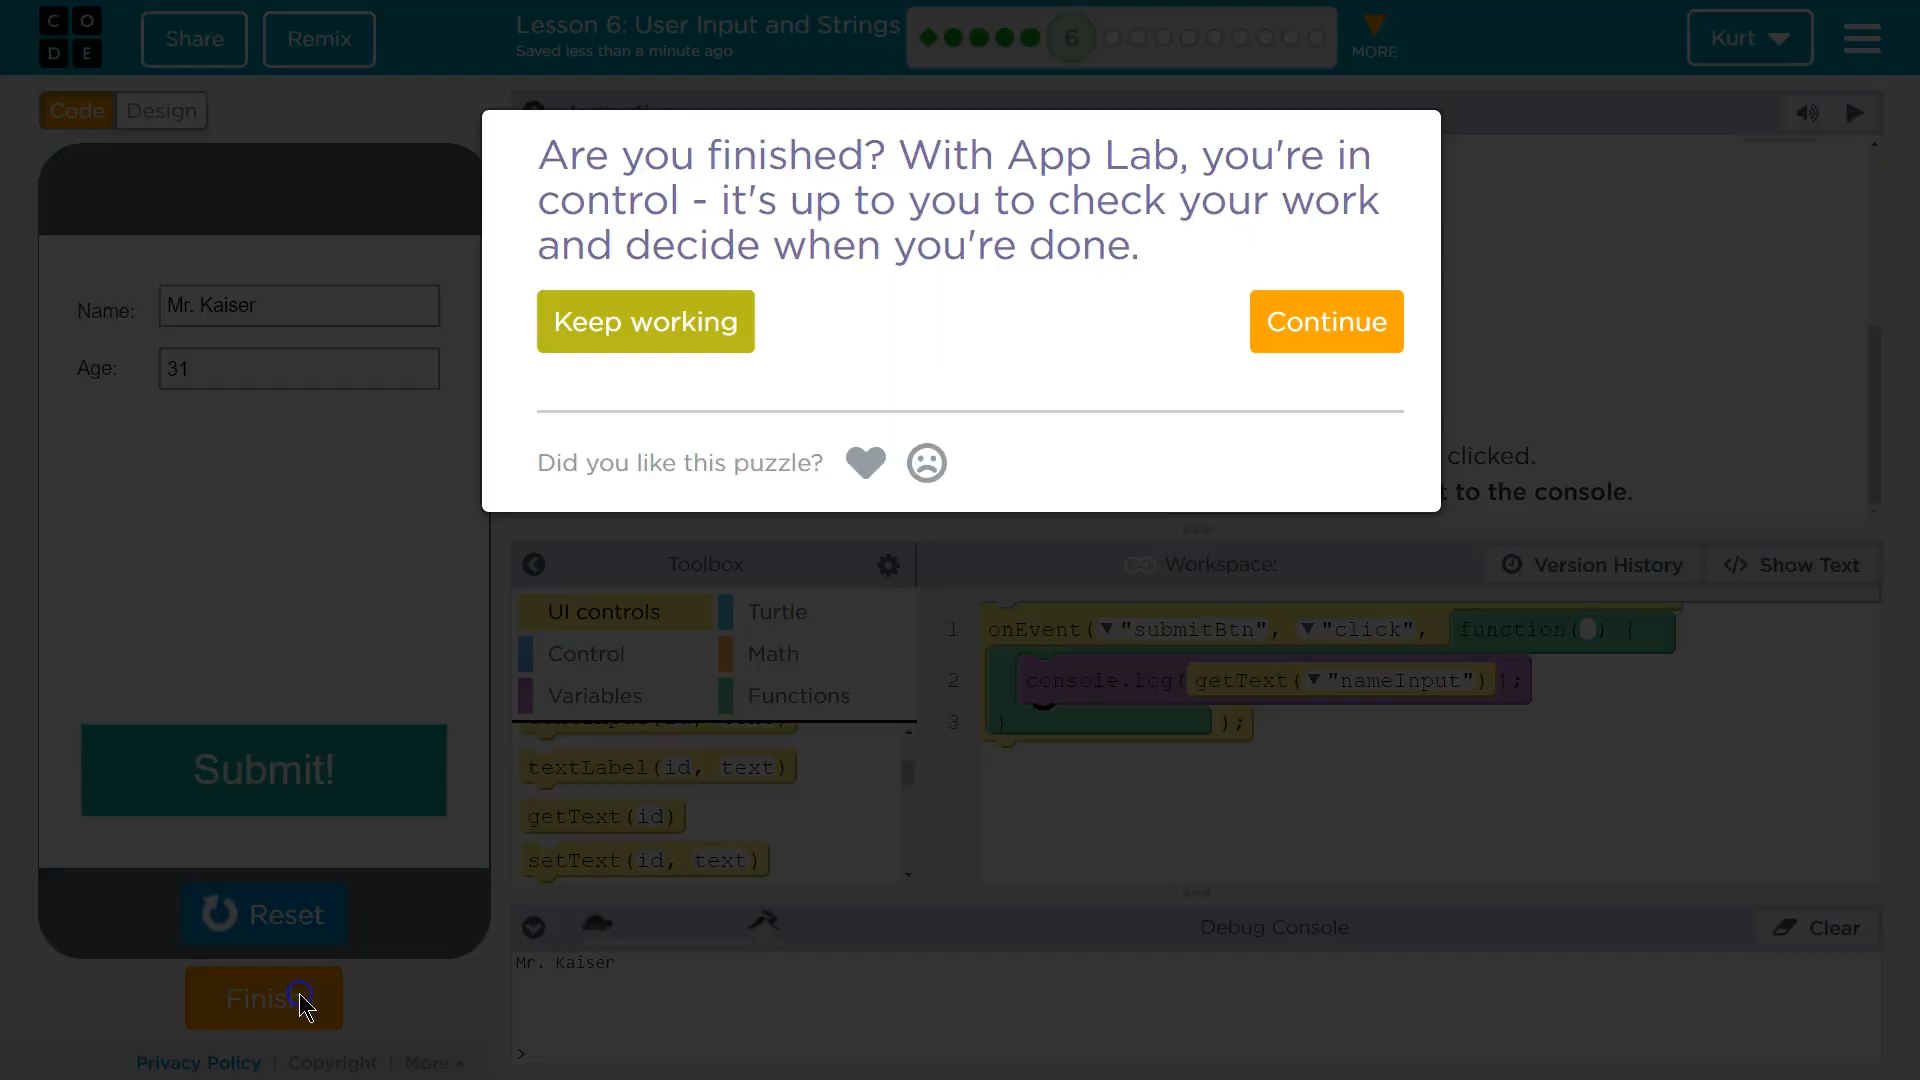 C O
D E
Share
Remix
Lesson 6: User Input and Strings
Saved less than a minute ago
6
MORE
Kurt
Code
Design
Are you finished? With App Lab, you're in
control - it's up to you to check your work
and decide when you're done.
Keep working
Continue
Did you like this puzzle?
Name:
Mr. Kaiser
Age:
31
clicked.
t to the console.
Submit!
Reset
Finis
Toolbox
UI controls
Turtle
Control
Math
Variables
Functions
textLabel(id, text)
getText(id)
setText(id, text)
Workspace:
Version History
</> Show Text
1 onEvent(▼"submitBtn", ▼"click", function( ) {
2 console.log(getText(▼"nameInput"));
3 } );
Debug Console
Clear
Mr. Kaiser
>
Privacy Policy | Copyright | More